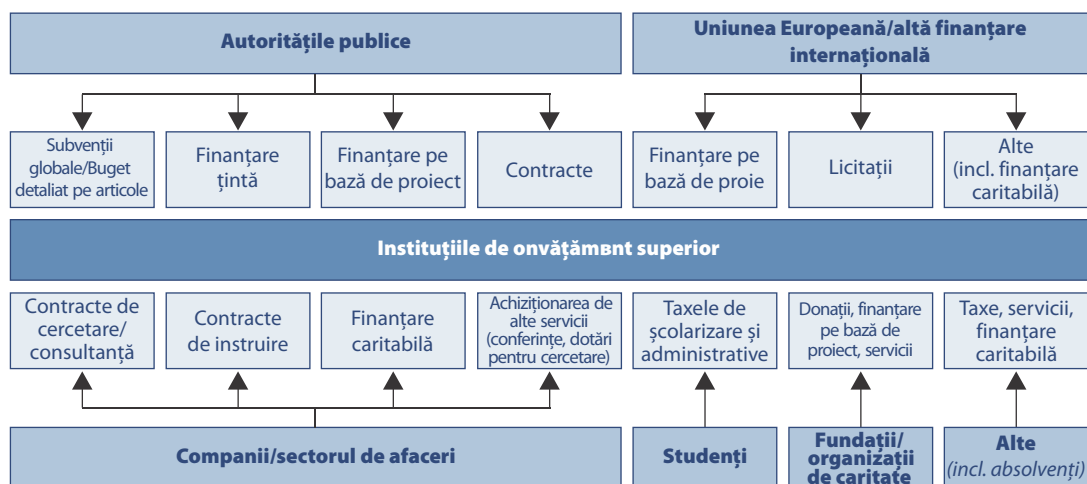 Autoritățile publice
Uniunea Europeană/altă finanțare
internațională
Subvenții
globale/Buget
detaliat pe articole
Finanțare
țintă
Finanțare pe
bază de proiect
Contracte
Finanțare pe
bază de proie
Licitații
Alte
(incl. finanțare
caritabilă)
Instituțiile de onvățămвnt superior
Contracte de
cercetare/
consultanță
Contracte
de instruire
Finanțare
caritabilă
Achiziționarea de
alte servicii
(conferințe, dotări
pentru cercetare)
Taxele de
școlarizare și
administrative
Donații, finanțare
pe bază de
proiect, servicii
Taxe, servicii,
finanțare
caritabilă
Companii/sectorul de afaceri
Studenți
Fundații/
organizații
de caritate
Alte
(incl. absolvenți)